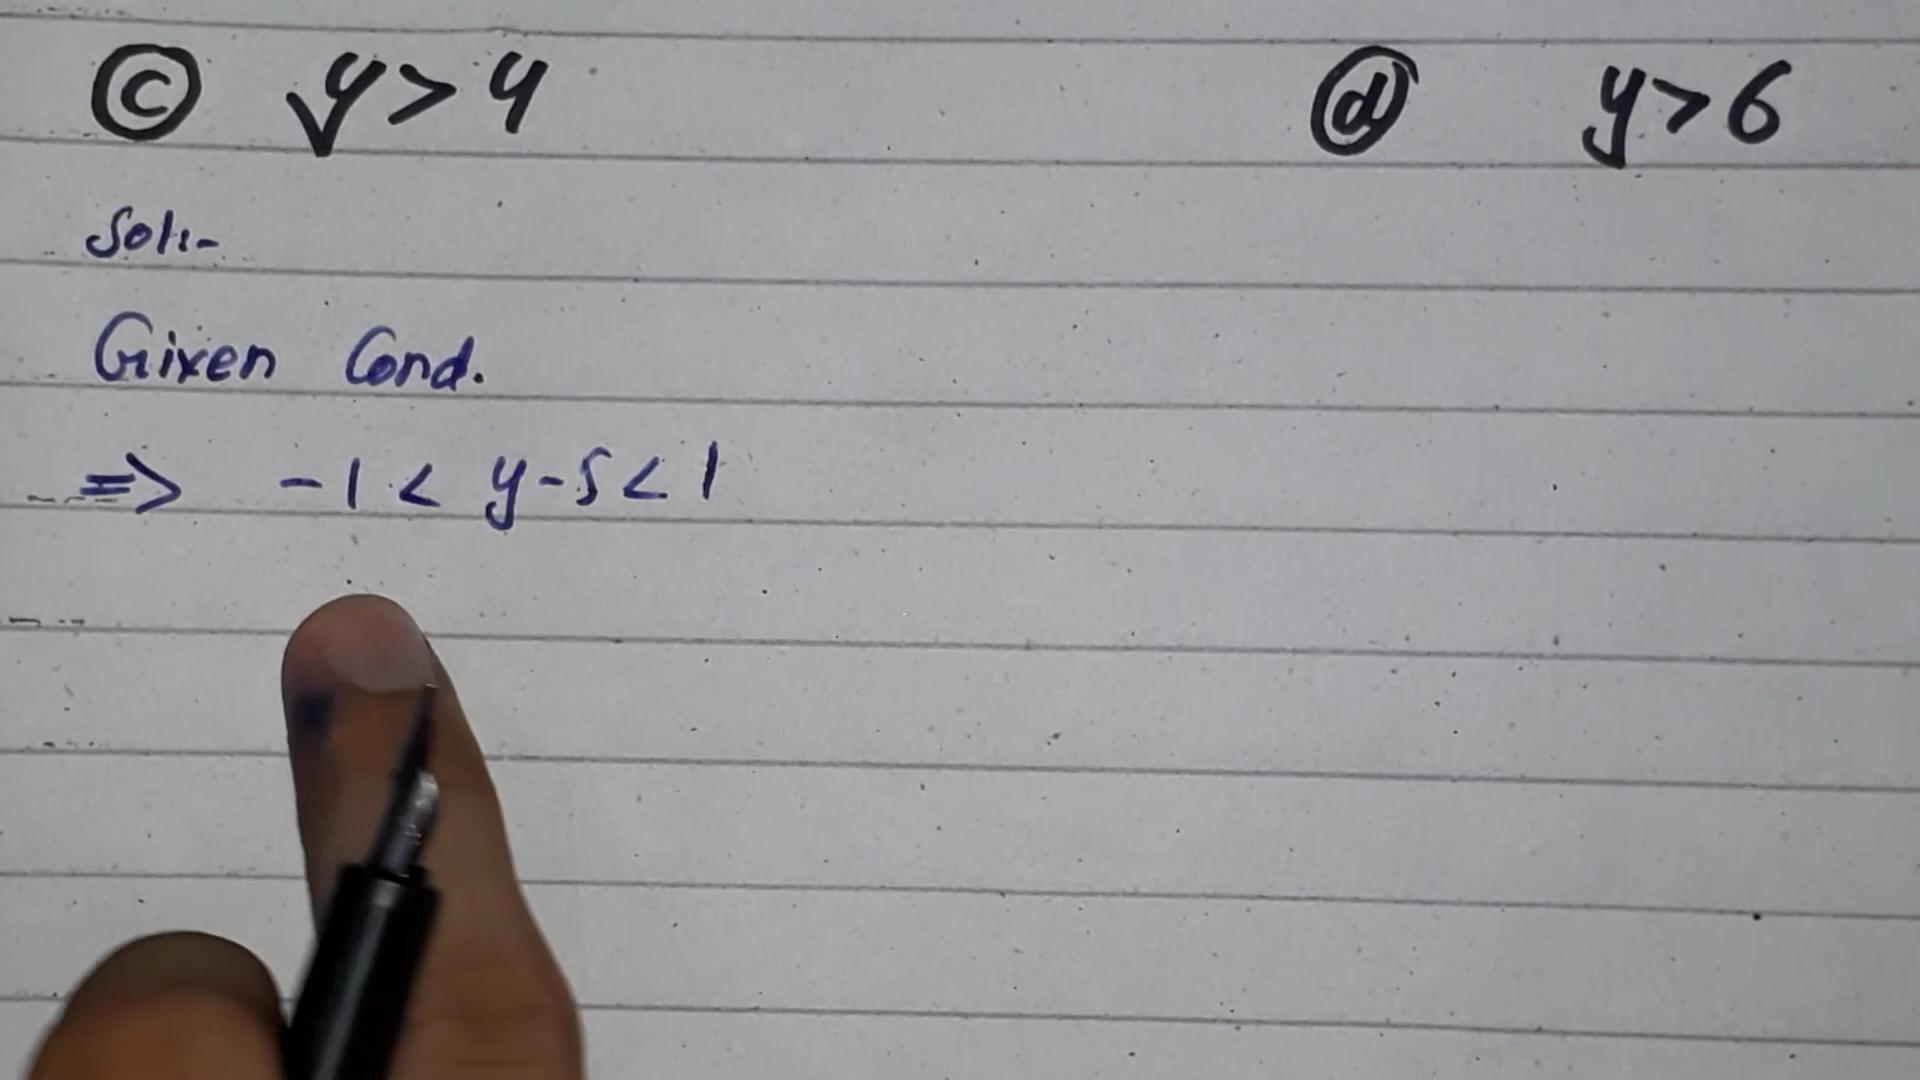 ⓒ y > 4 ⓓ y > 6
Sol:-
Given Cond.
=> -1 < y - 5 < 1